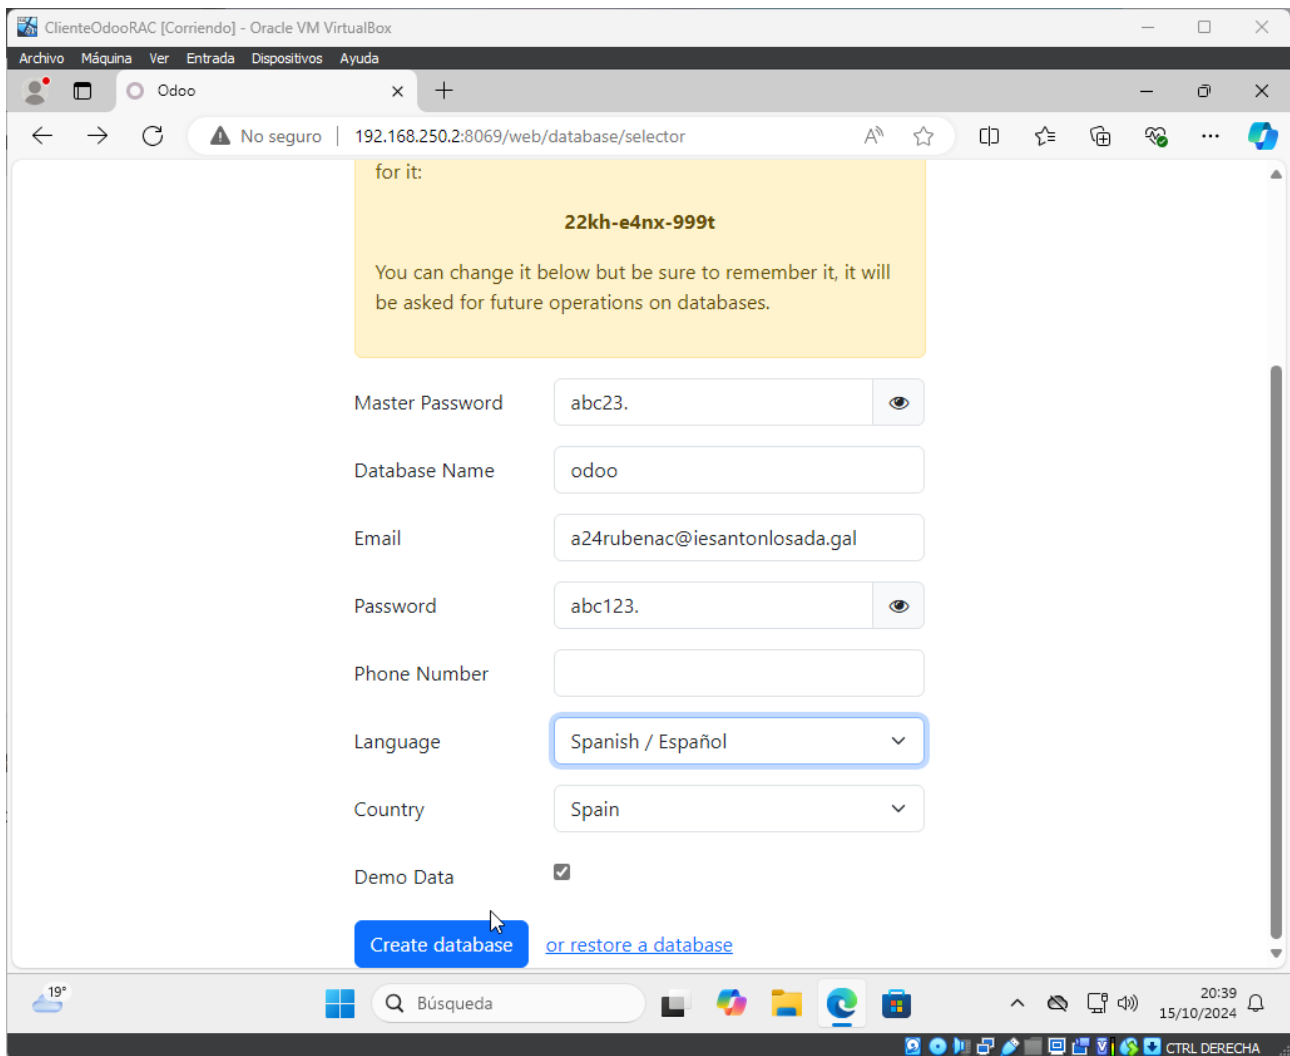 ClienteOdooRAC [Corriendo] - Oracle VM VirtualBox
Archivo Máquina Ver Entrada Dispositivos Ayuda
Odoo
No seguro 192.168.250.2:8069/web/database/selector
for it:
22kh-e4nx-999t
You can change it below but be sure to remember it, it will
be asked for future operations on databases.
Master Password abc23.
Database Name odoo
Email a24rubenac@iesantonlosada.gal
Password abc123.
Phone Number
Language Spanish / Español
Country Spain
Demo Data
Create database or restore a database
19°
Búsqueda
20:39
15/10/2024
CTRL DERECHA